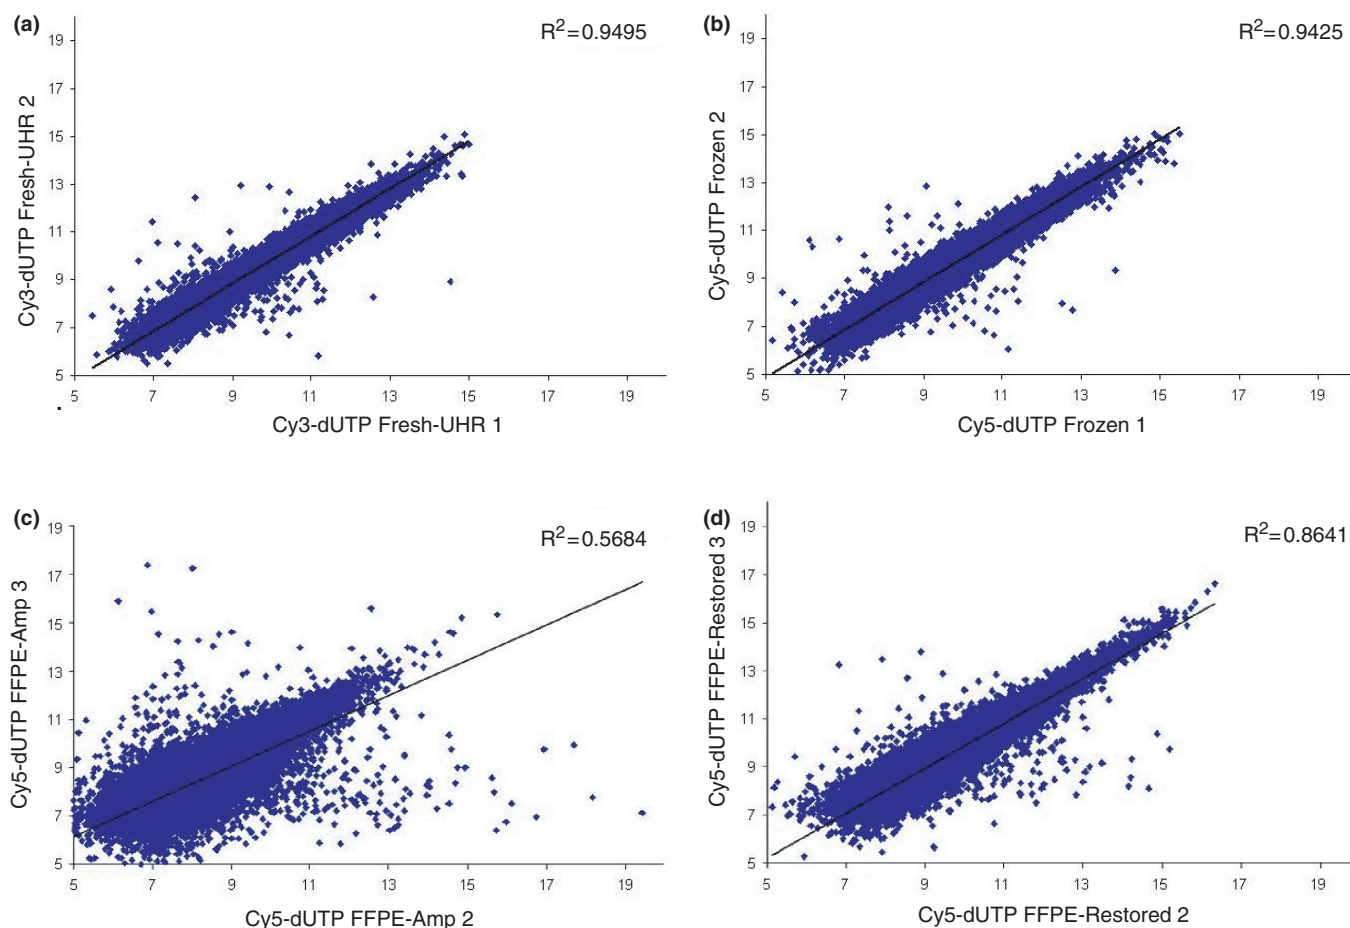 (a)
R²=0.9495
19
17
15
13
11
9
7
5
Cy3-dUTP Fresh-UHR 2
5 7 9 11 13 15 17 19
Cy3-dUTP Fresh-UHR 1
(b)
R²=0.9425
19
17
15
13
11
9
7
5
Cy5-dUTP Frozen 2
5 7 9 11 13 15 17 19
Cy5-dUTP Frozen 1
(c)
R²=0.5684
19
17
15
13
11
9
7
5
Cy5-dUTP FFPE-Amp 3
5 7 9 11 13 15 17 19
Cy5-dUTP FFPE-Amp 2
(d)
R²=0.8641
19
17
15
13
11
9
7
5
Cy5-dUTP FFPE-Restored 3
5 7 9 11 13 15 17 19
Cy5-dUTP FFPE-Restored 2